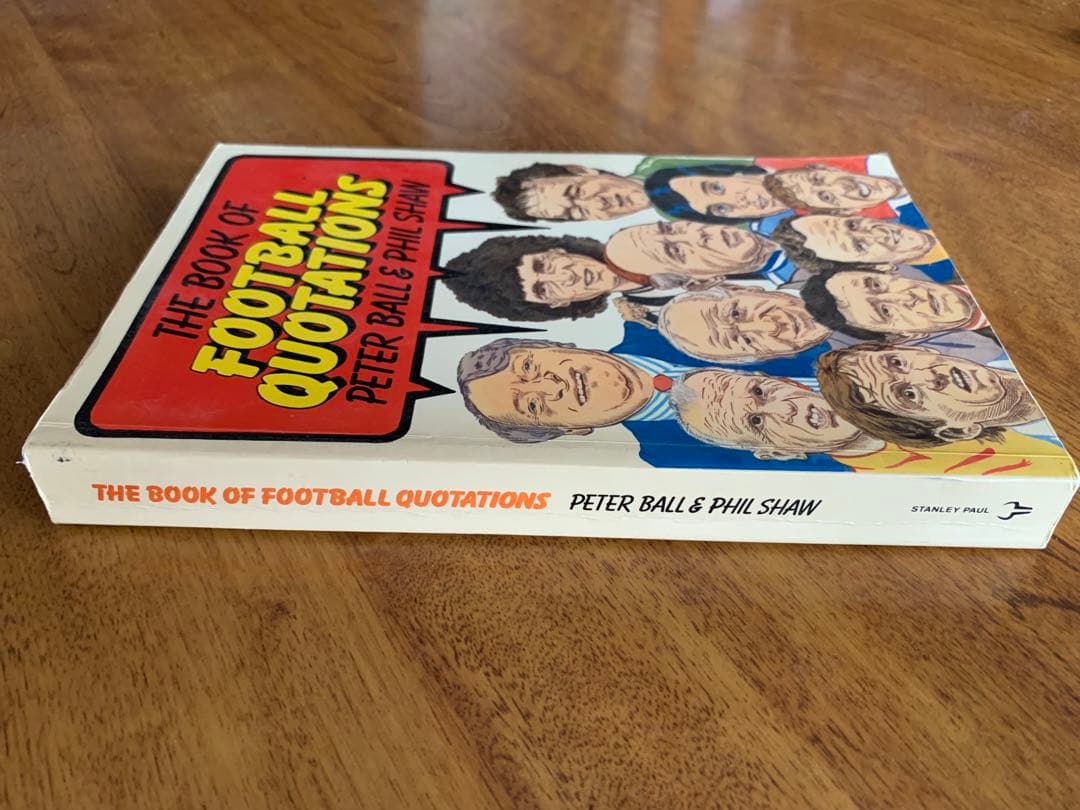 THE BOOK OF
FOOTBALL
QUOTATIONS
PETER BALL & PHIL SHAW
THE BOOK OF FOOTBALL QUOTATIONS PETER BALL & PHIL SHAW STANLEY PAUL